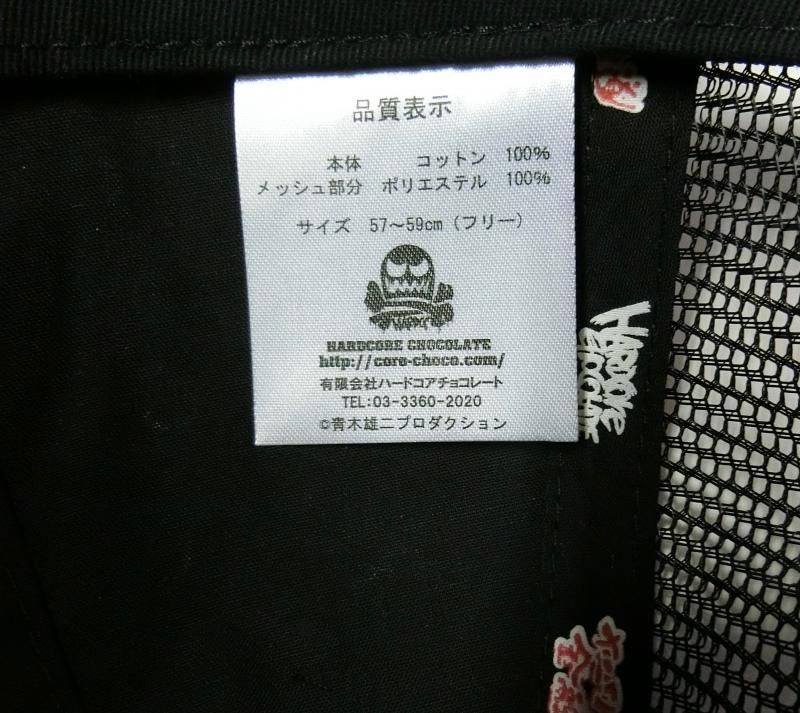 品質表示
本体 コットン 100%
メッシュ部分 ポリエステル 100%
サイズ 57～59cm（フリー）
HARDCORE CHOCOLATE
http://core-choco.com/
有限会社ハードコアチョコレート
TEL:03-3360-2020
©青木雄二プロダクション
HARDCORE
CHOCOLATE